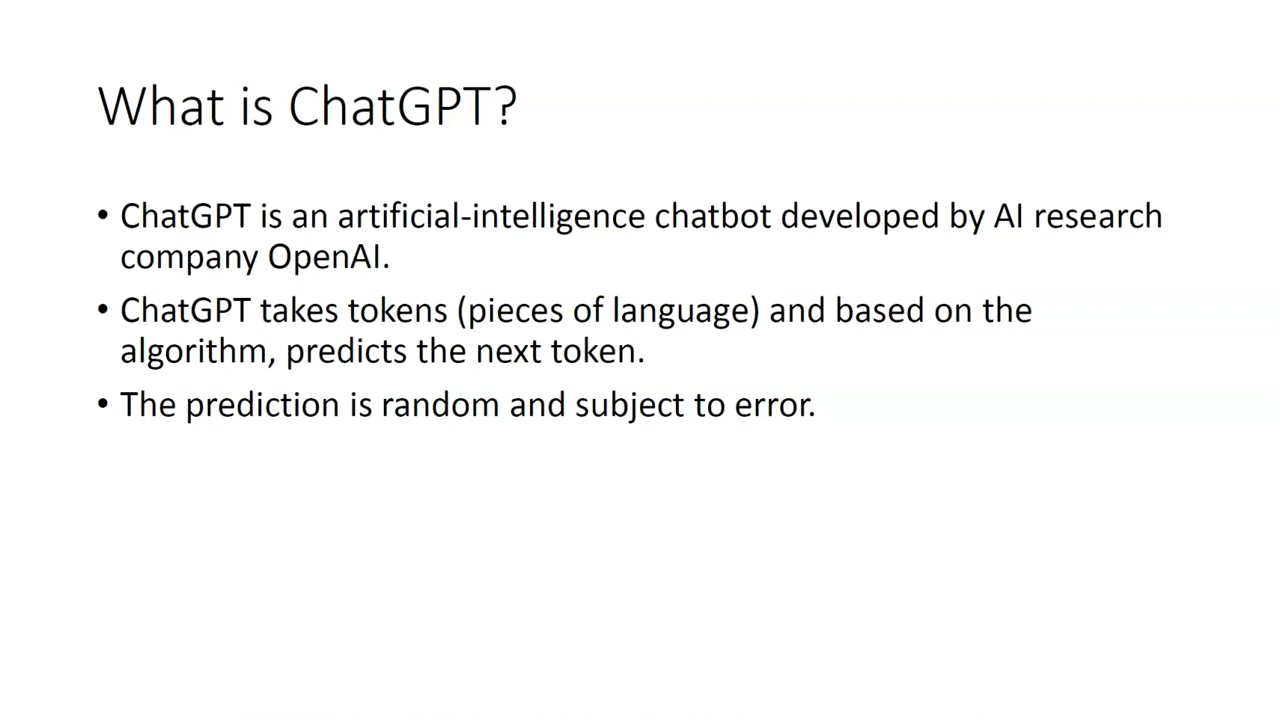 What is ChatGPT?
• ChatGPT is an artificial-intelligence chatbot developed by AI research
company OpenAI.
• ChatGPT takes tokens (pieces of language) and based on the
algorithm, predicts the next token.
• The prediction is random and subject to error.